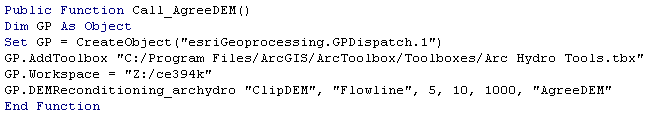 Public Function Call_AgreeDEM()
Dim GP As Object
Set GP = CreateObject("esriGeoprocessing.GPDispatch.1")
GP.AddToolbox "C:/Program Files/ArcGIS/ArcToolbox/Toolboxes/Arc Hydro Tools.tbx"
GP.Workspace = "Z:/ce394k"
GP.DEMReconditioning_archydro "ClipDEM", "Flowline", 5, 10, 1000, "AgreeDEM"
End Function